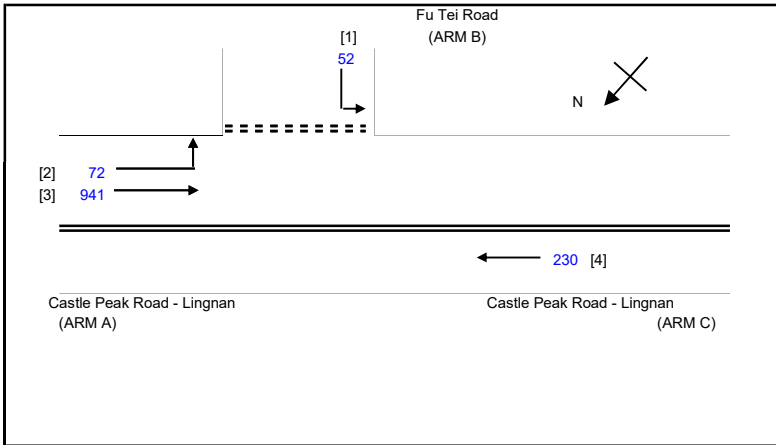 Fu Tei Road
[1] (ARM B)
52
N
[2] 72
[3] 941
230 [4]
Castle Peak Road - Lingnan Castle Peak Road - Lingnan
(ARM A) (ARM C)